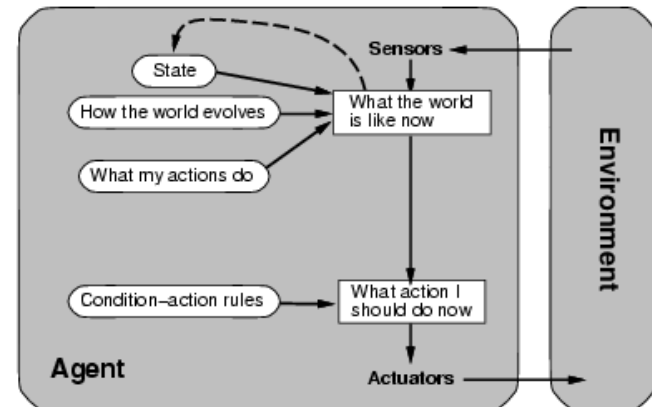 Sensors
State
How the world evolves
What the world
is like now
What my actions do
Condition–action rules
What action I
should do now
Agent
Actuators
Environment